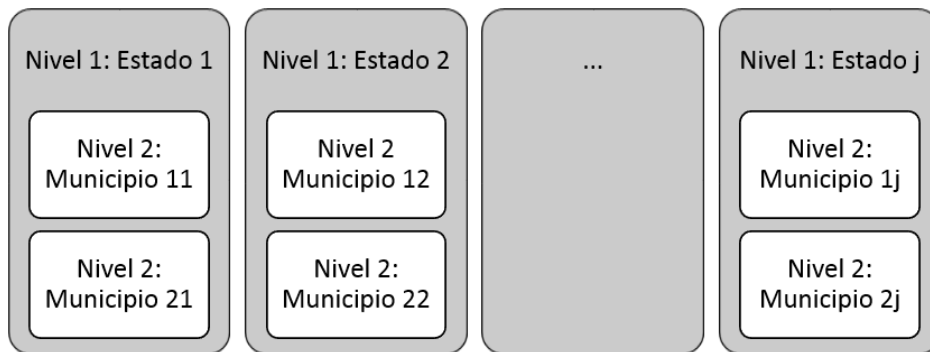 Nivel 1: Estado 1
Nivel 2:
Municipio 11
Nivel 2:
Municipio 21
Nivel 1: Estado 2
Nivel 2
Municipio 12
Nivel 2:
Municipio 22
...
Nivel 1: Estado j
Nivel 2:
Municipio 1j
Nivel 2:
Municipio 2j